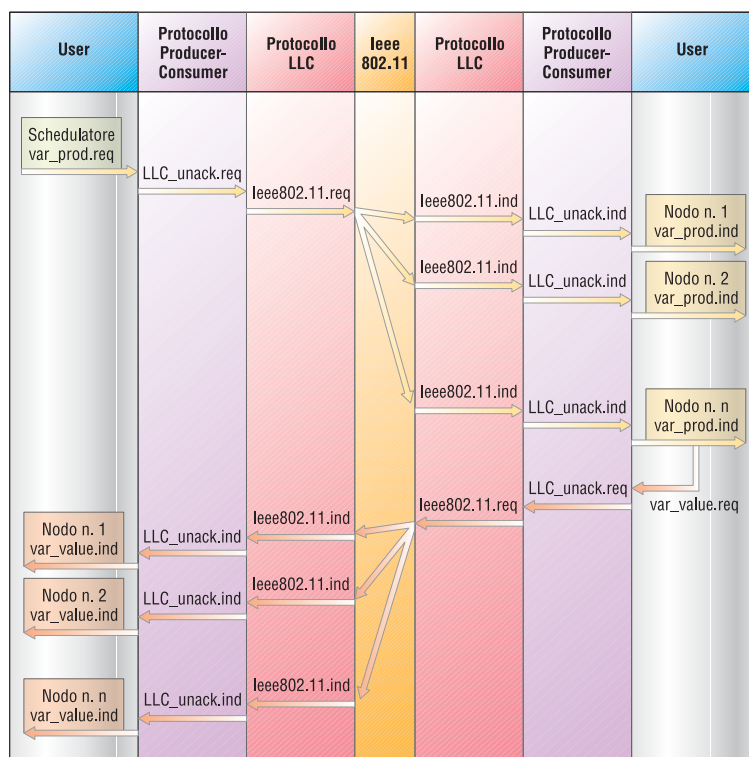 User
Protocollo
Producer-
Consumer
Protocollo
LLC
Ieee
802.11
Protocollo
LLC
Protocollo
Producer-
Consumer
User
Schedulatore
var_prod.req
LLC_unack.req
Ieee802.11.req
Ieee802.11.ind
LLC_unack.ind
Nodo n. 1
var_prod.ind
Ieee802.11.ind
LLC_unack.ind
Nodo n. 2
var_prod.ind
Ieee802.11.ind
LLC_unack.ind
Nodo n. n
var_prod.ind
var_value.req
LLC_unack.req
Ieee802.11.req
Ieee802.11.ind
LLC_unack.ind
Nodo n. 1
var_value.ind
Ieee802.11.ind
LLC_unack.ind
Nodo n. 2
var_value.ind
Ieee802.11.ind
LLC_unack.ind
Nodo n. n
var_value.ind